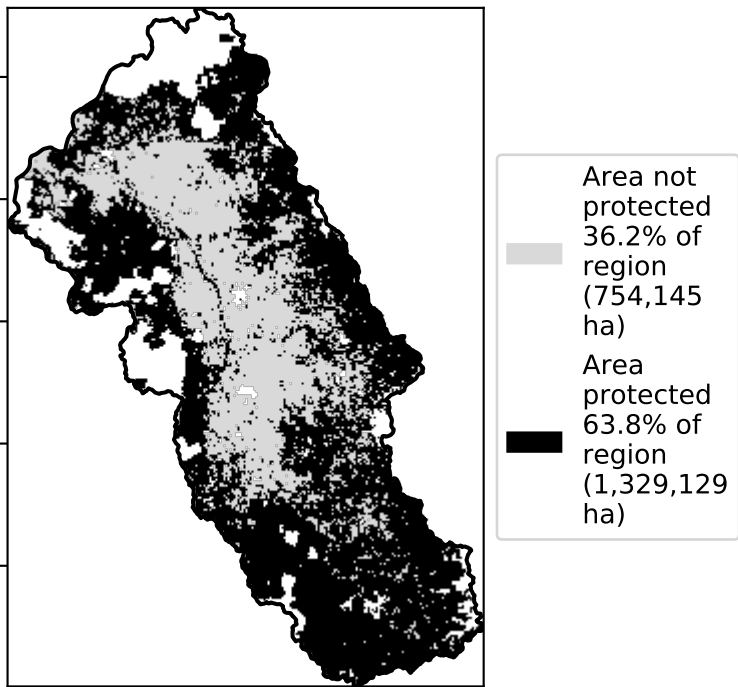 Area not
protected
36.2% of
region
(754,145
ha)
Area
protected
63.8% of
region
(1,329,129
ha)